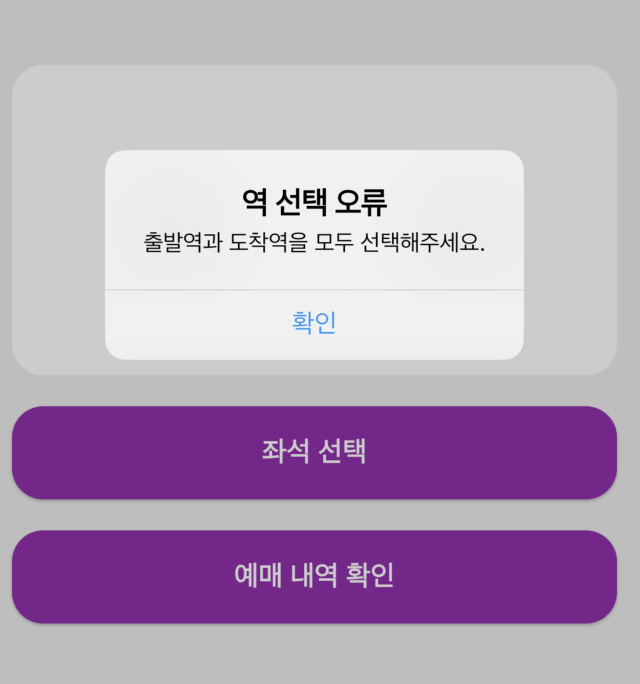 역 선택 오류
출발역과 도착역을 모두 선택해주세요.
확인
좌석 선택
예매 내역 확인